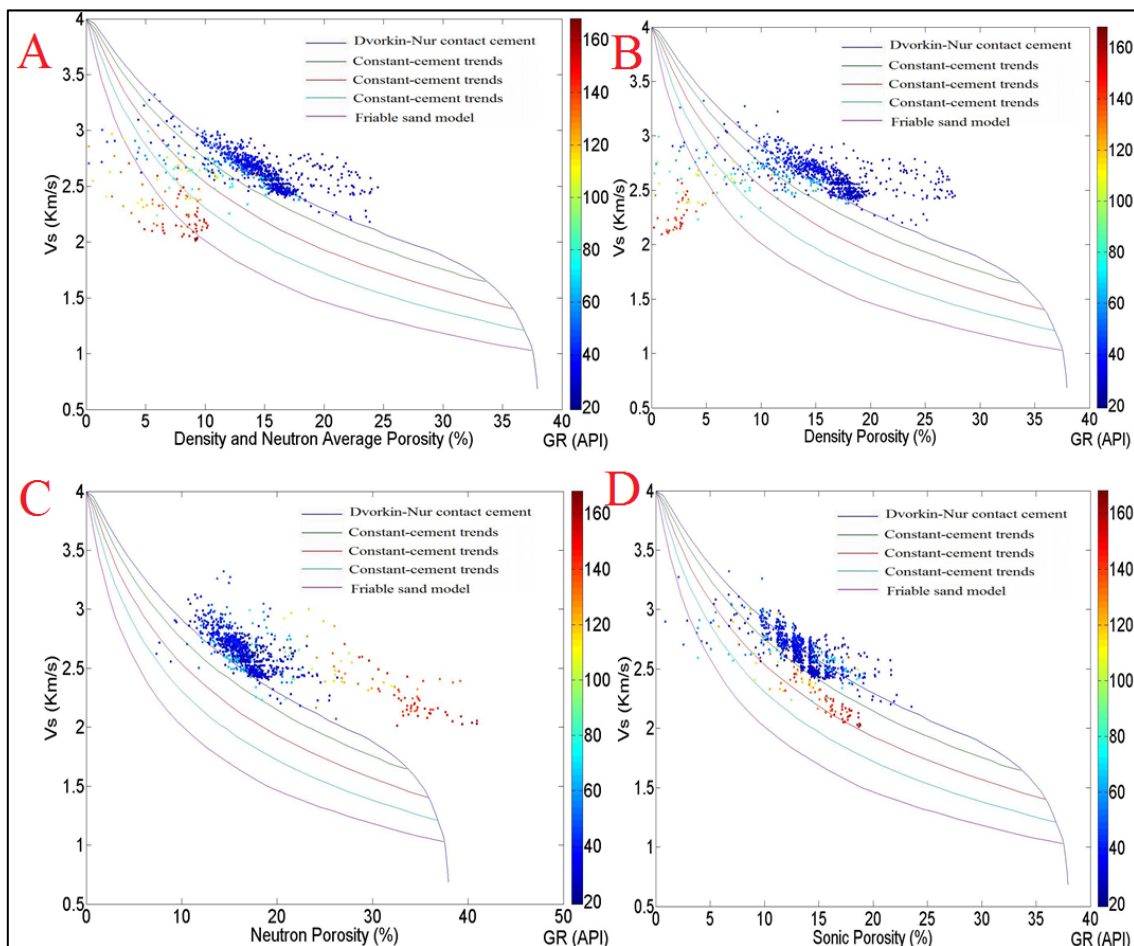 A
Dvorkin-Nur contact cement
Constant-cement trends
Constant-cement trends
Constant-cement trends
Friable sand model
Vs (Km/s)
4
3.5
3
2.5
2
1.5
1
0.5
0 5 10 15 20 25 30 35 40
Density and Neutron Average Porosity (%)
GR (API)
160
140
120
100
80
60
40
20
B
Dvorkin-Nur contact cement
Constant-cement trends
Constant-cement trends
Constant-cement trends
Friable sand model
Vs (Km/s)
4
3.5
3
2.5
2
1.5
1
0.5
0 5 10 15 20 25 30 35 40
Density Porosity (%)
GR (API)
160
140
120
100
80
60
40
20
C
Dvorkin-Nur contact cement
Constant-cement trends
Constant-cement trends
Constant-cement trends
Friable sand model
Vs (Km/s)
4
3.5
3
2.5
2
1.5
1
0.5
0 10 20 30 40 50
Neutron Porosity (%)
GR (API)
160
140
120
100
80
60
40
20
D
Dvorkin-Nur contact cement
Constant-cement trends
Constant-cement trends
Constant-cement trends
Friable sand model
Vs (Km/s)
4
3.5
3
2.5
2
1.5
1
0.5
0 5 10 15 20 25 30 35 40
Sonic Porosity (%)
GR (API)
160
140
120
100
80
60
40
20